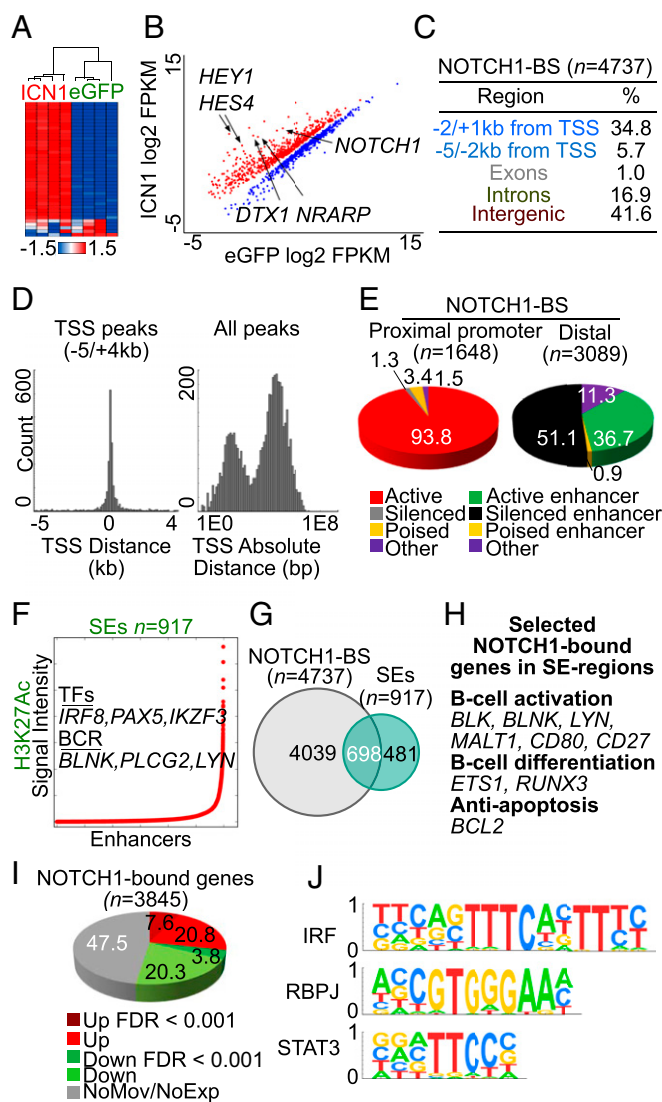 A
ICN1 eGFP
-1.5 1.5
B
ICN1 log2 FPKM
15
-5
HEY1
HES4
NOTCH1
DTX1 NRARP
-5 15
eGFP log2 FPKM
C
NOTCH1-BS (n=4737)
Region %
-2/+1kb from TSS 34.8
-5/-2kb from TSS 5.7
Exons 1.0
Introns 16.9
Intergenic 41.6
D
TSS peaks
(-5/+4kb)
All peaks
Count
600
0
-5 0 4
TSS Distance
(kb)
200
0
1E0 1E8
TSS Absolute
Distance (bp)
E
NOTCH1-BS
Proximal promoter
(n=1648)
Distal
(n=3089)
1.3
3.4
1.5
93.8
11.3
51.1
36.7
0.9
Active
Silenced
Poised
Other
Active enhancer
Silenced enhancer
Poised enhancer
Other
F
SEs n=917
H3K27Ac
Signal Intensity
TFs
IRF8,PAX5,IKZF3
BCR
BLNK,PLCG2,LYN
Enhancers
G
NOTCH1-BS
(n=4737)
SEs
(n=917)
4039 698 481
H
Selected
NOTCH1-bound
genes in SE-regions
B-cell activation
BLK, BLNK, LYN,
MALT1, CD80, CD27
B-cell differentiation
ETS1, RUNX3
Anti-apoptosis
BCL2
I
NOTCH1-bound genes
(n=3845)
7.6
20.8
3.8
20.3
47.5
Up FDR < 0.001
Up
Down FDR < 0.001
Down
NoMov/NoExp
J
IRF
1
0
RBPJ
1
0
STAT3
1
0